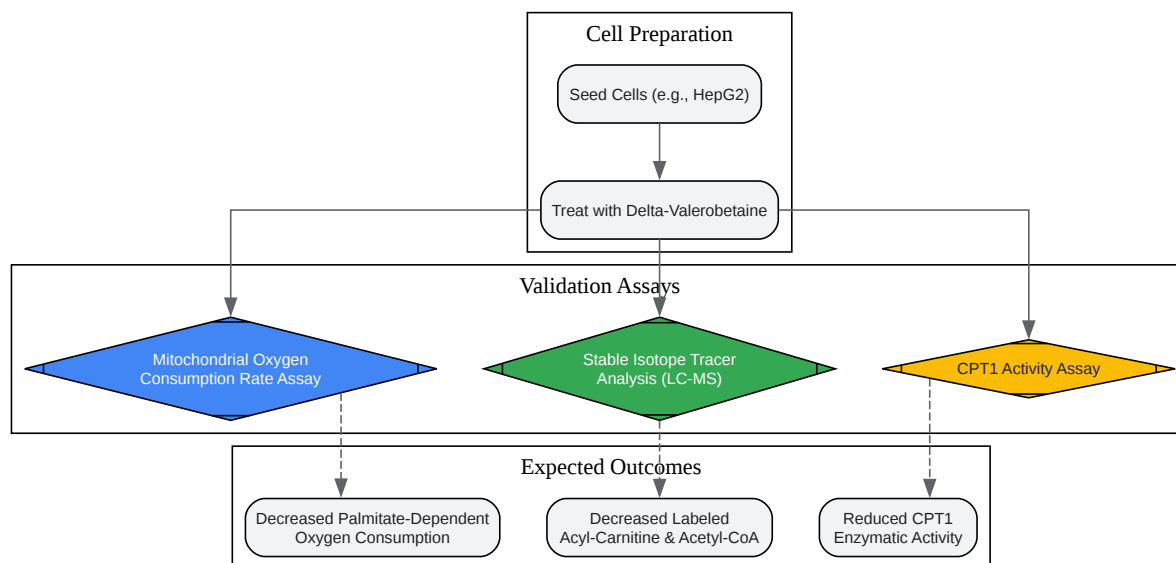 Cell Preparation
Seed Cells (e.g., HepG2)
Treat with Delta-Valerobetaine
Validation Assays
Mitochondrial Oxygen
Consumption Rate Assay
Stable Isotope Tracer
Analysis (LC-MS)
CPT1 Activity Assay
Expected Outcomes
Decreased Palmitate-Dependent
Oxygen Consumption
Decreased Labeled
Acyl-Carnitine & Acetyl-CoA
Reduced CPT1
Enzymatic Activity